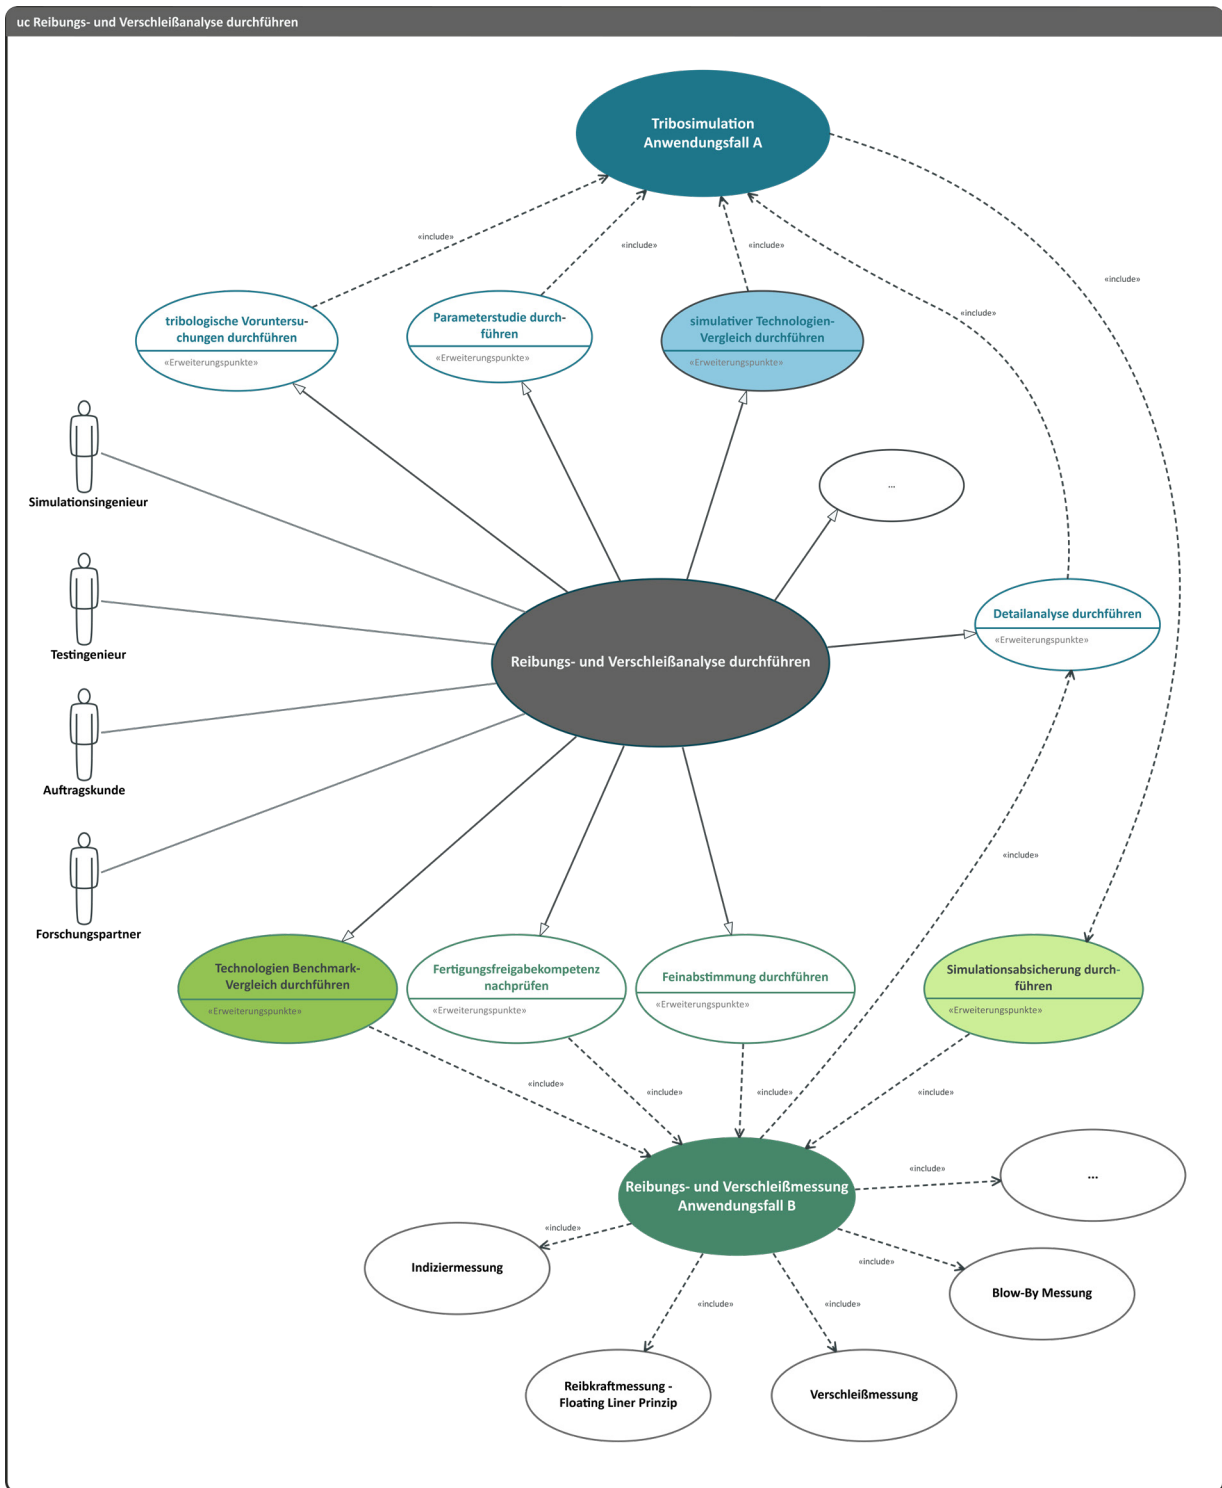 uc Reibungs- und Verschleißanalyse durchführen
Tribosimulation
Anwendungsfall A
«include»
«include»
«include»
«include»
«include»
tribologische Voruntersu-
chungen durchführen
«Erweiterungspunkte»
Parameterstudie durch-
führen
«Erweiterungspunkte»
simulativer Technologien-
Vergleich durchführen
«Erweiterungspunkte»
...
Simulationsingenieur
Testingenieur
Auftragskunde
Forschungspartner
Reibungs- und Verschleißanalyse durchführen
Detailanalyse durchführen
«Erweiterungspunkte»
«include»
Technologien Benchmark-
Vergleich durchführen
«Erweiterungspunkte»
Fertigungsfreigabekompetenz
nachprüfen
«Erweiterungspunkte»
Feinabstimmung durchführen
«Erweiterungspunkte»
Simulationsabsicherung durch-
führen
«Erweiterungspunkte»
«include»
«include»
«include»
«include»
Reibungs- und Verschleißmessung
Anwendungsfall B
«include»
...
«include»
Indiziermessung
«include»
Blow-By Messung
«include»
«include»
Reibkraftmessung -
Floating Liner Prinzip
Verschleißmessung